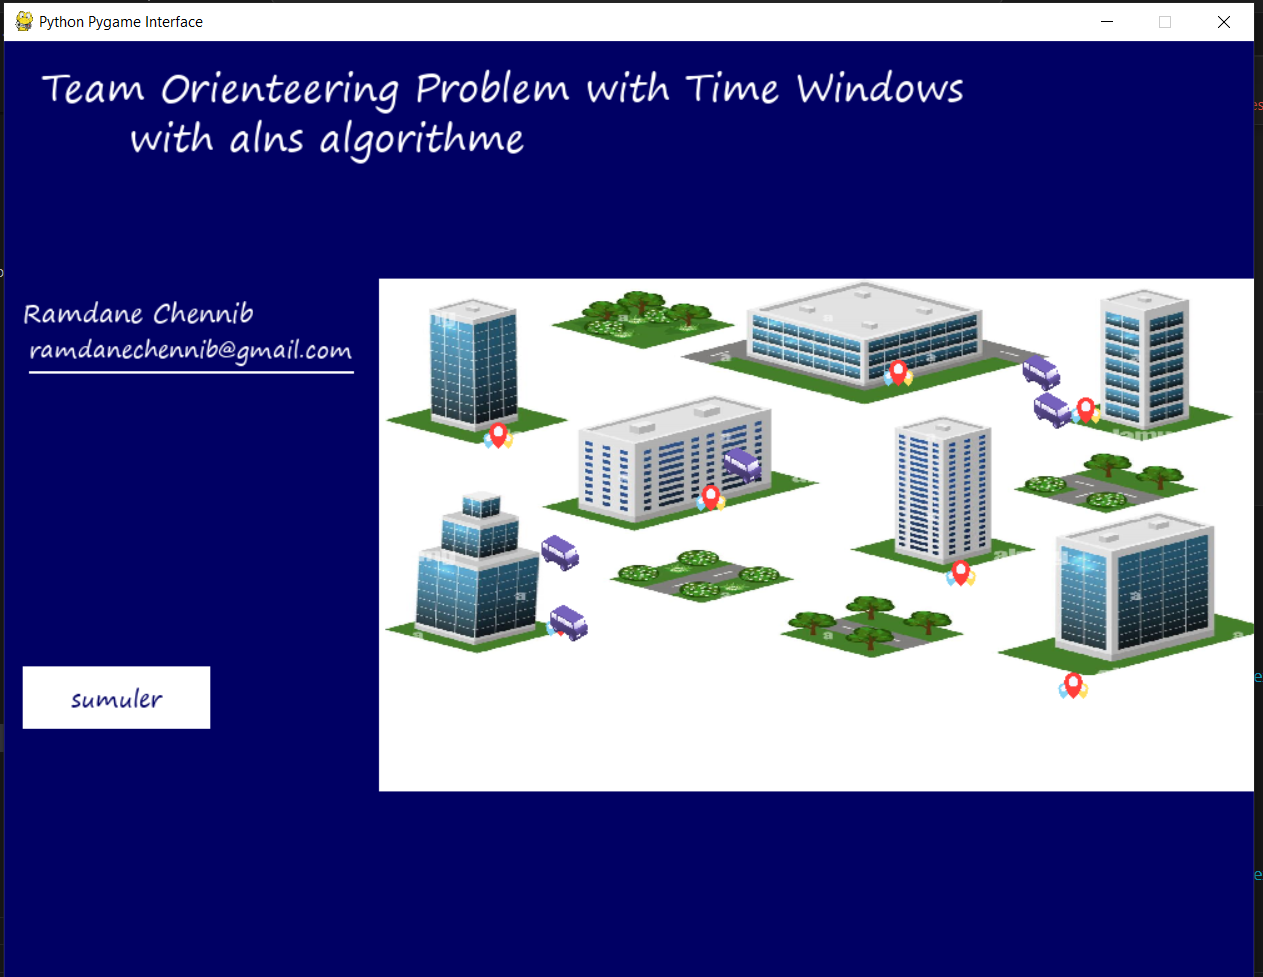 Python Pygame Interface
Team Orienteering Problem with Time Windows
with alns algorithme
Ramdane Chennib
ramdanechennib@gmail.com
sumuler